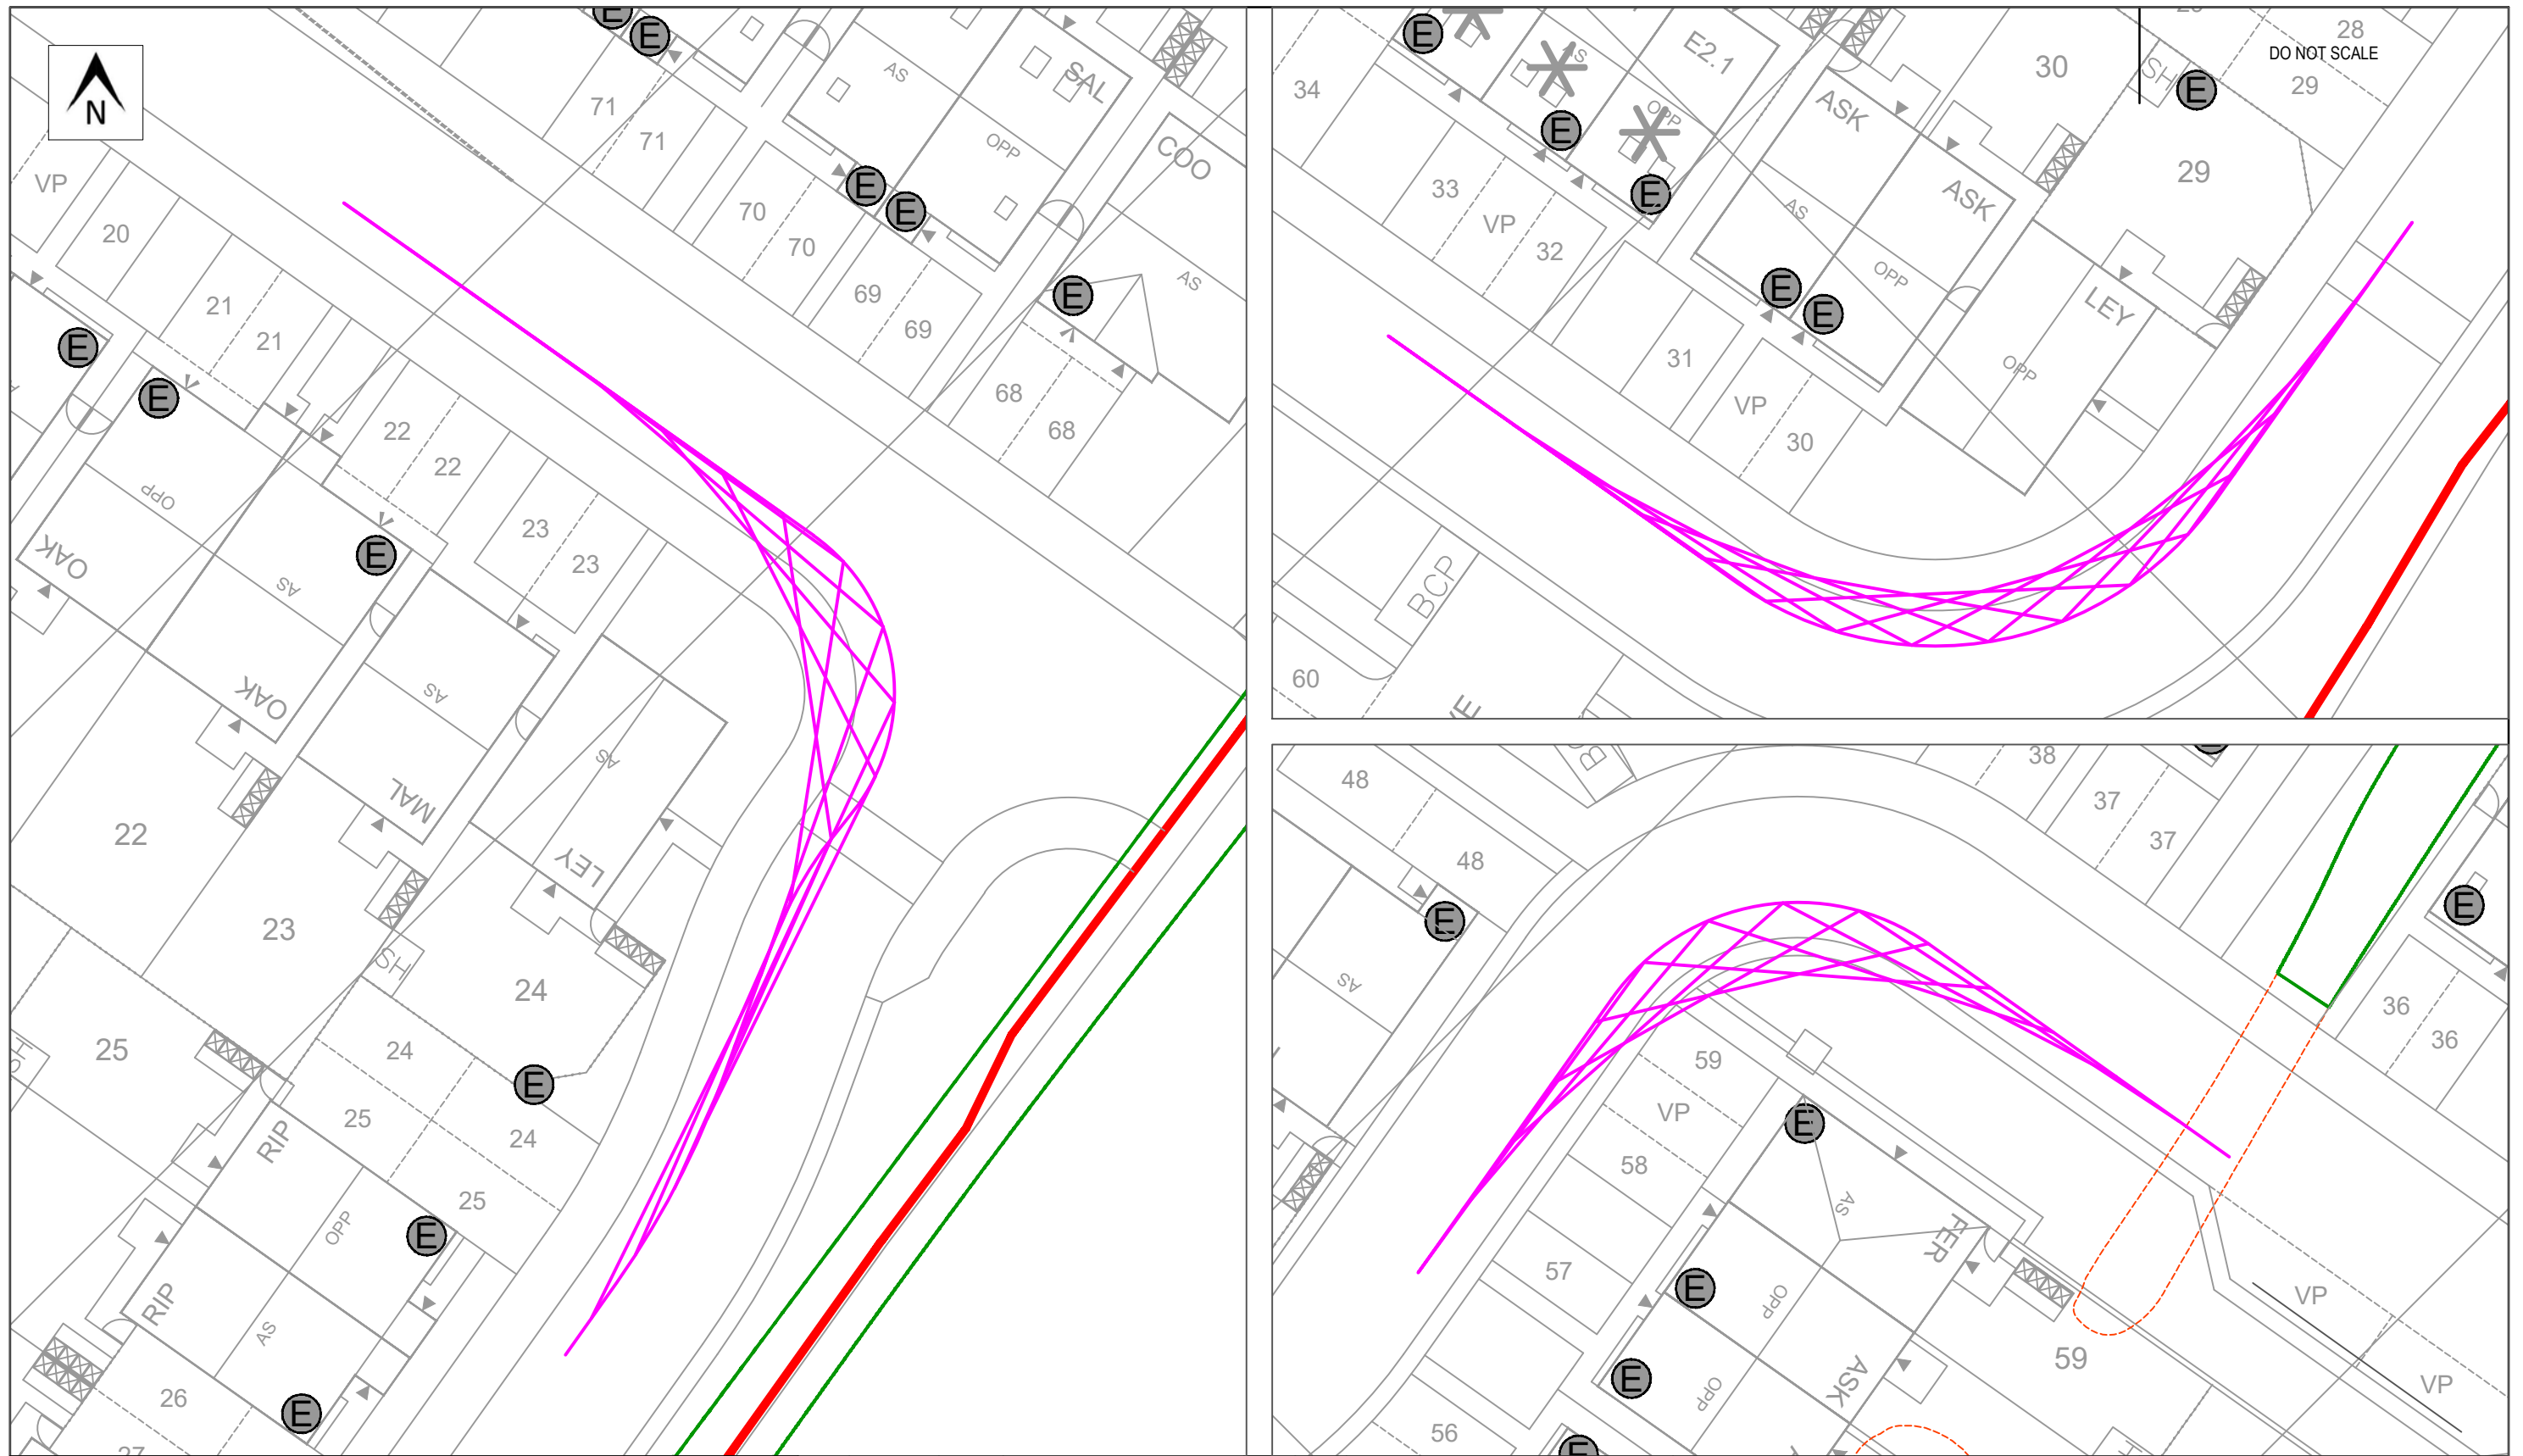 N
E
E
71
71
AS
SAL
OPP
COO
AS
VP
20
21
21
70
70
69
69
68
68
E
E
E
E
E
22
22
23
23
OPP
OAK
AS
E
OAK
AS
MAL
AS
LEY
22
23
SH
24
25
24
25
24
25
E
RIP
OPP
E
RIP
AS
26
E
27
E
34
AS
OPP
E2.1
E
E
33
VP
32
ASK
ASK
AS
OPP
30
SH
E
28
DO NOT SCALE
29
29
E
E
31
VP
30
LEY
OPP
BCP
60
48
48
38
37
37
E
AS
E
36
36
59
VP
58
57
56
E
AS
FER
E
OPP
E
OPP
ASK
59
VP
VP
E